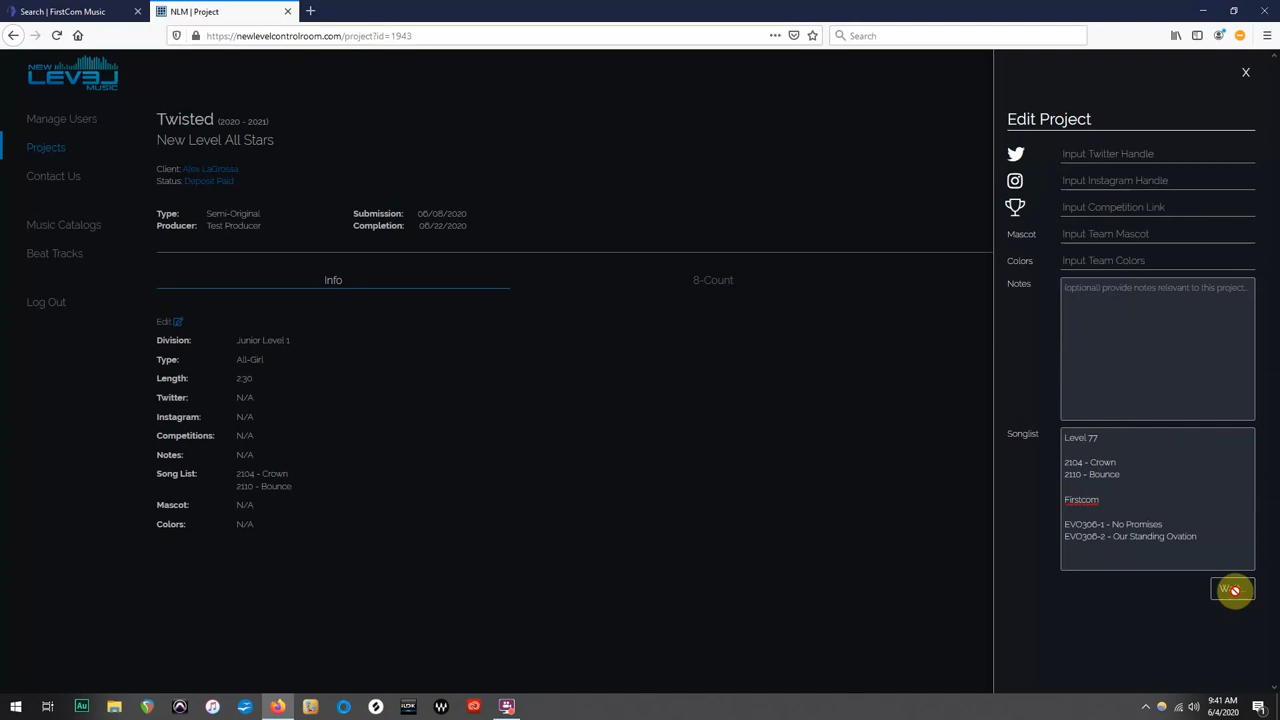 Search | FirstCom Music
NLM | Project
https://newlevelcontrolroom.com/project?id=1943
Search
NEW
LEVEL
MUSIC
Manage Users
Projects
Contact Us
Music Catalogs
Beat Tracks
Log Out
Twisted (2020 - 2021)
New Level All Stars
Client: Alex LaGrossa
Status: Deposit Paid
Type: Semi-Original
Submission: 06/08/2020
Producer: Test Producer
Completion: 06/22/2020
Info
8-Count
Edit
Division: Junior Level 1
Type: All-Girl
Length: 2:30
Twitter: N/A
Instagram: N/A
Competitions: N/A
Notes: N/A
Song List: 2104 - Crown
2110 - Bounce
Mascot: N/A
Colors: N/A
X
Edit Project
Input Twitter Handle
Input Instagram Handle
Input Competition Link
Mascot Input Team Mascot
Colors Input Team Colors
Notes (optional) provide notes relevant to this project...
Songlist Level 77
2104 - Crown
2110 - Bounce
Firstcom
EVO306-1 - No Promises
EVO306-2 - Our Standing Ovation
Au
9:41 AM
6/4/2020